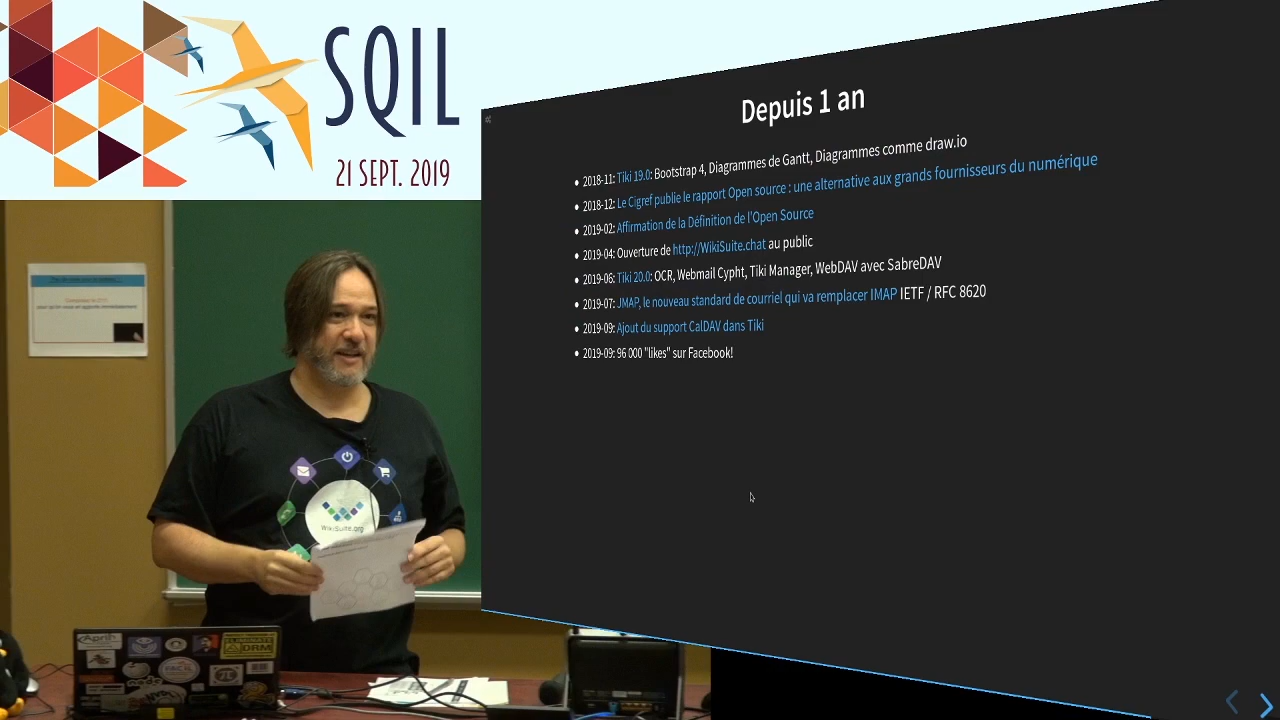 SQIL
21 SEPT. 2019
Depuis 1 an
2018-11: Tiki 19.0: Bootstrap 4, Diagrammes de Gantt, Diagrammes comme draw.io
2018-12: Le Cigref publie le rapport Open source : une alternative aux grands fournisseurs du numérique
2019-02: Affirmation de la Définition de l'Open Source
2019-04: Ouverture de http://WikiSuite.chat au public
2019-06: Tiki 20.0: OCR, Webmail Cypht, Tiki Manager, WebDAV avec SabreDAV
2019-07: JMAP, le nouveau standard de courriel qui va remplacer IMAP IETF / RFC 8620
2019-09: Ajout du support CalDAV dans Tiki
2019-09: 96 000 "likes" sur Facebook!
WikiSuite.org
April
ELIMINATE
DRM
FACIL
node